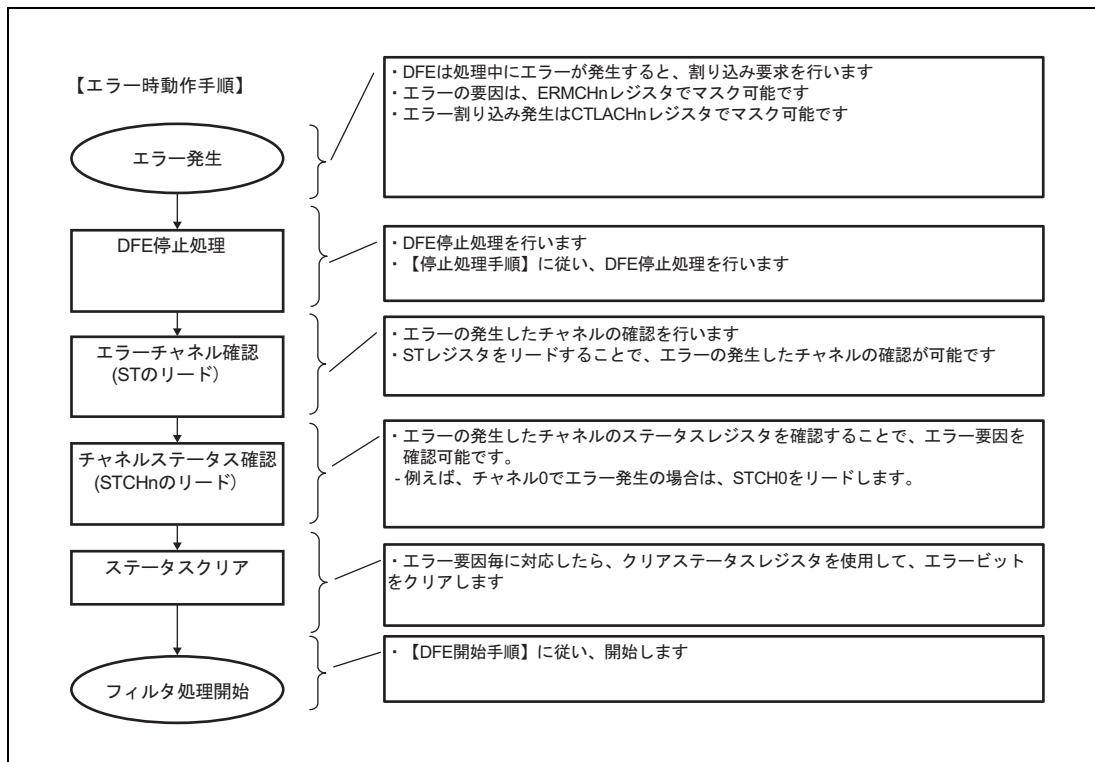 【エラー時動作手順】
エラー発生
・DFEは処理中にエラーが発生すると、割り込み要求を行います
・エラーの要因は、ERMCHnレジスタでマスク可能です
・エラー割り込み発生はCTLACHnレジスタでマスク可能です
DFE停止処理
・DFE停止処理を行います
・【停止処理手順】に従い、DFE停止処理を行います
エラーチャネル確認
(STのリード）
・エラーの発生したチャネルの確認を行います
・STレジスタをリードすることで、エラーの発生したチャネルの確認が可能です
チャネルステータス確認
(STCHnのリード）
・エラーの発生したチャネルのステータスレジスタを確認することで、エラー要因を
確認可能です。
- 例えば、チャネル0でエラー発生の場合は、STCH0をリードします。
ステータスクリア
・エラー要因毎に対応したら、クリアステータスレジスタを使用して、エラービット
をクリアします
フィルタ処理開始
・【DFE開始手順】に従い、開始します